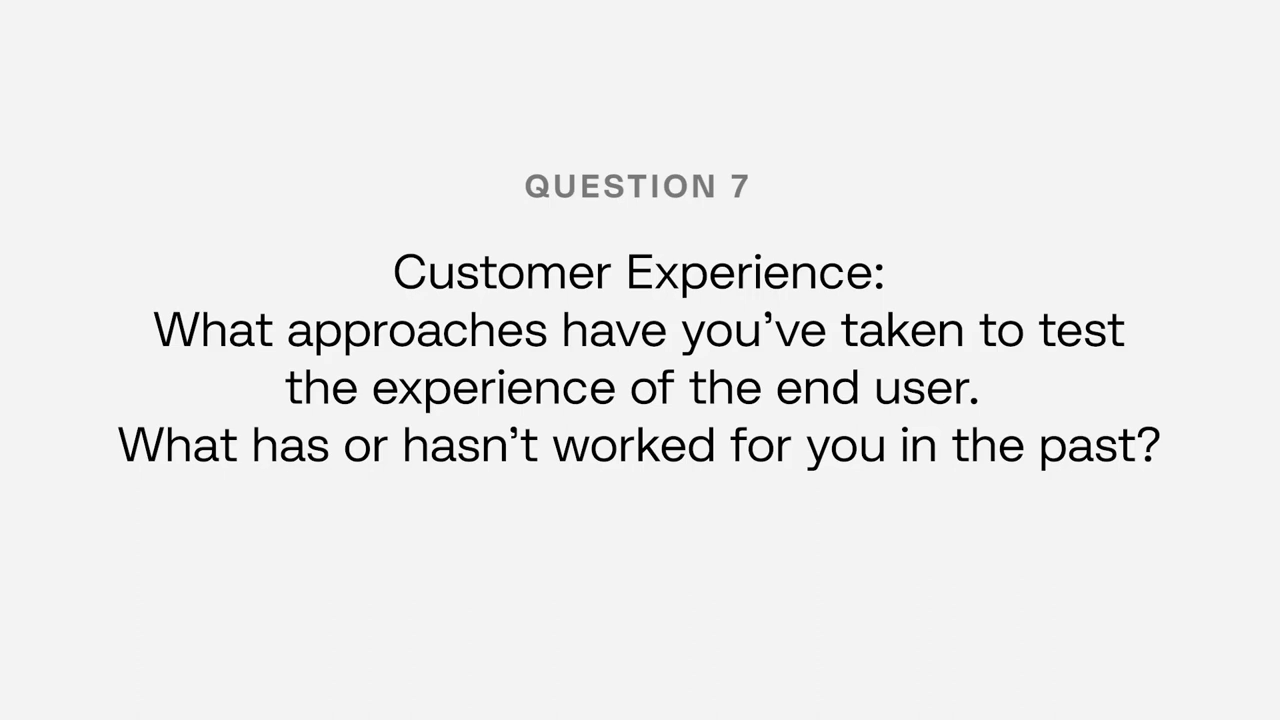 QUESTION 7
Customer Experience:
What approaches have you’ve taken to test
the experience of the end user.
What has or hasn’t worked for you in the past?